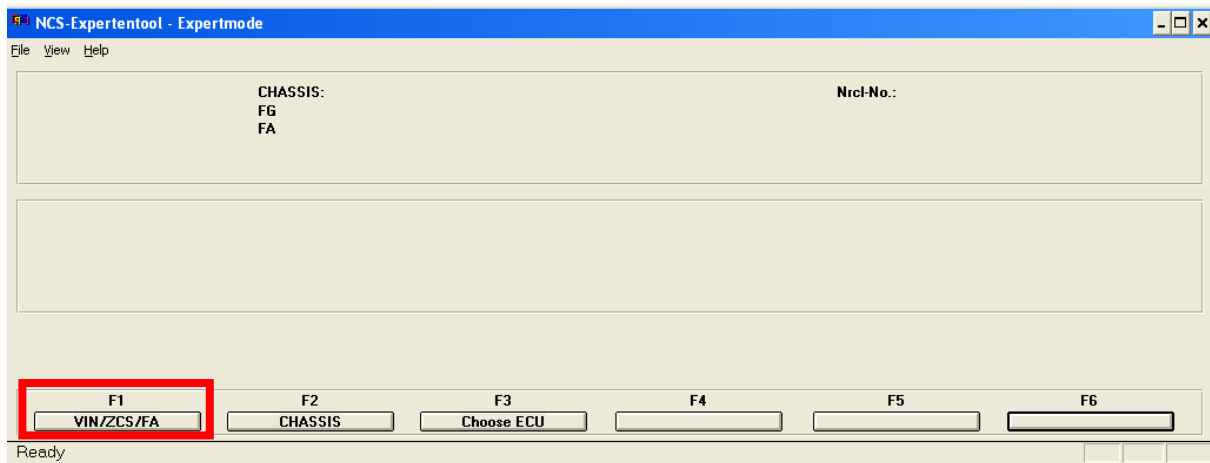 NCS-Expertentool - Expertmode
File View Help
CHASSIS: Nrcl-No.:
FG
FA
F1 F2 F3 F4 F5 F6
VIN/ZCS/FA CHASSIS Choose ECU
Ready